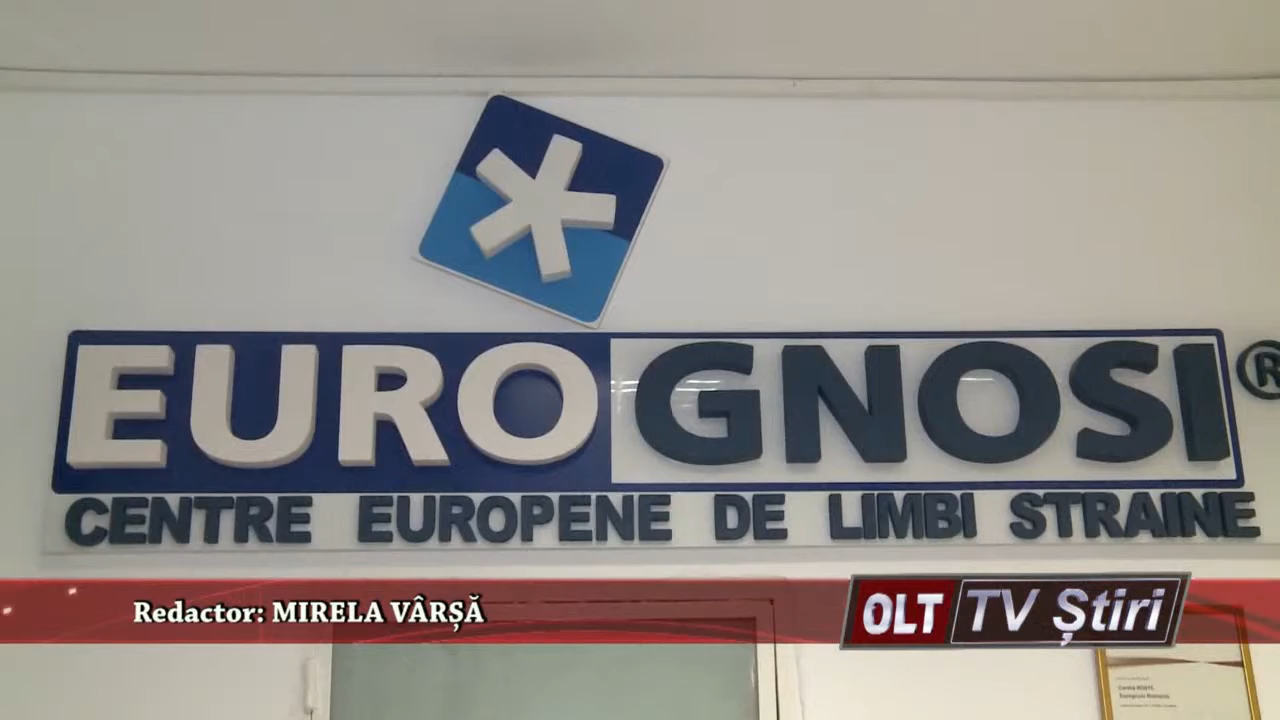 EUROGNOSI®
CENTRE EUROPENE DE LIMBI STRAINE
Redactor: MIRELA VÂRȘĂ
OLT TV Știri